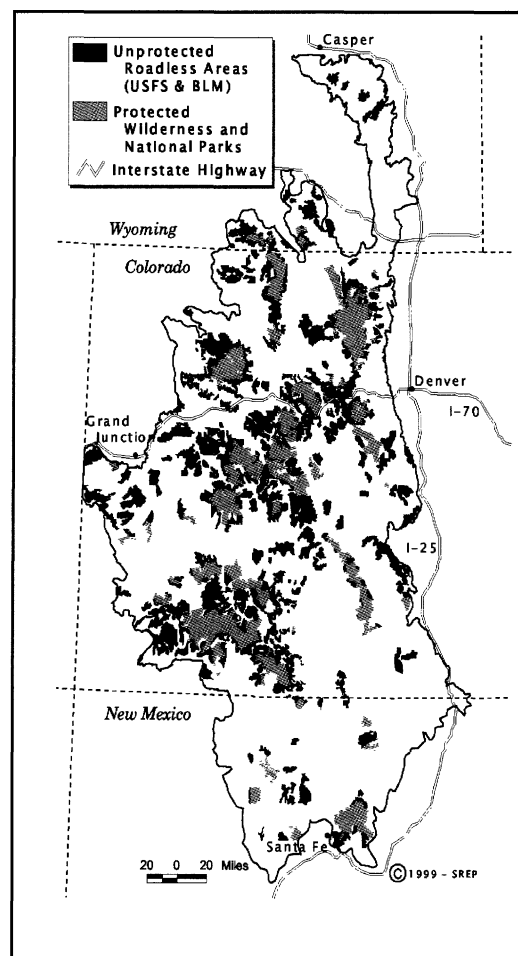 Unprotected
Roadless Areas
(USFS & BLM)
Protected
Wilderness and
National Parks
Interstate Highway
Casper
Wyoming
Colorado
Denver
I-70
Grand
Junction
I-25
New Mexico
Santa Fe
20 0 20 Miles
© 1999 - SREP